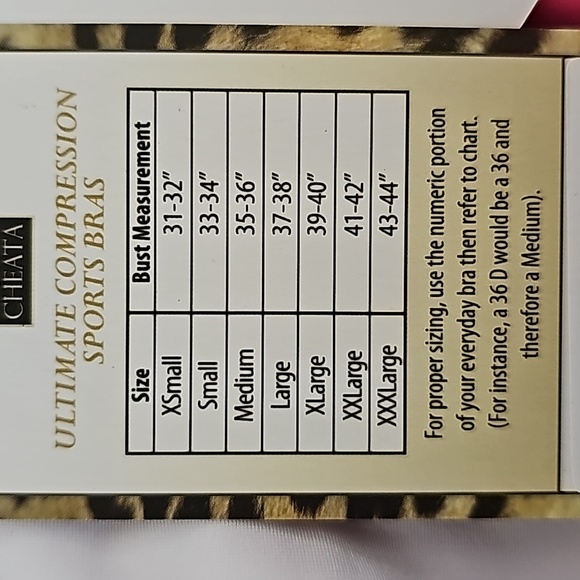 CHEATA
ULTIMATE COMPRESSION
SPORTS BRAS
Size Bust Measurement
XSmall 31-32"
Small 33-34"
Medium 35-36"
Large 37-38"
XLarge 39-40"
XXLarge 41-42"
XXXLarge 43-44"
For proper sizing, use the numeric portion
of your everyday bra then refer to chart.
(For instance, a 36 D would be a 36 and
therefore a Medium).